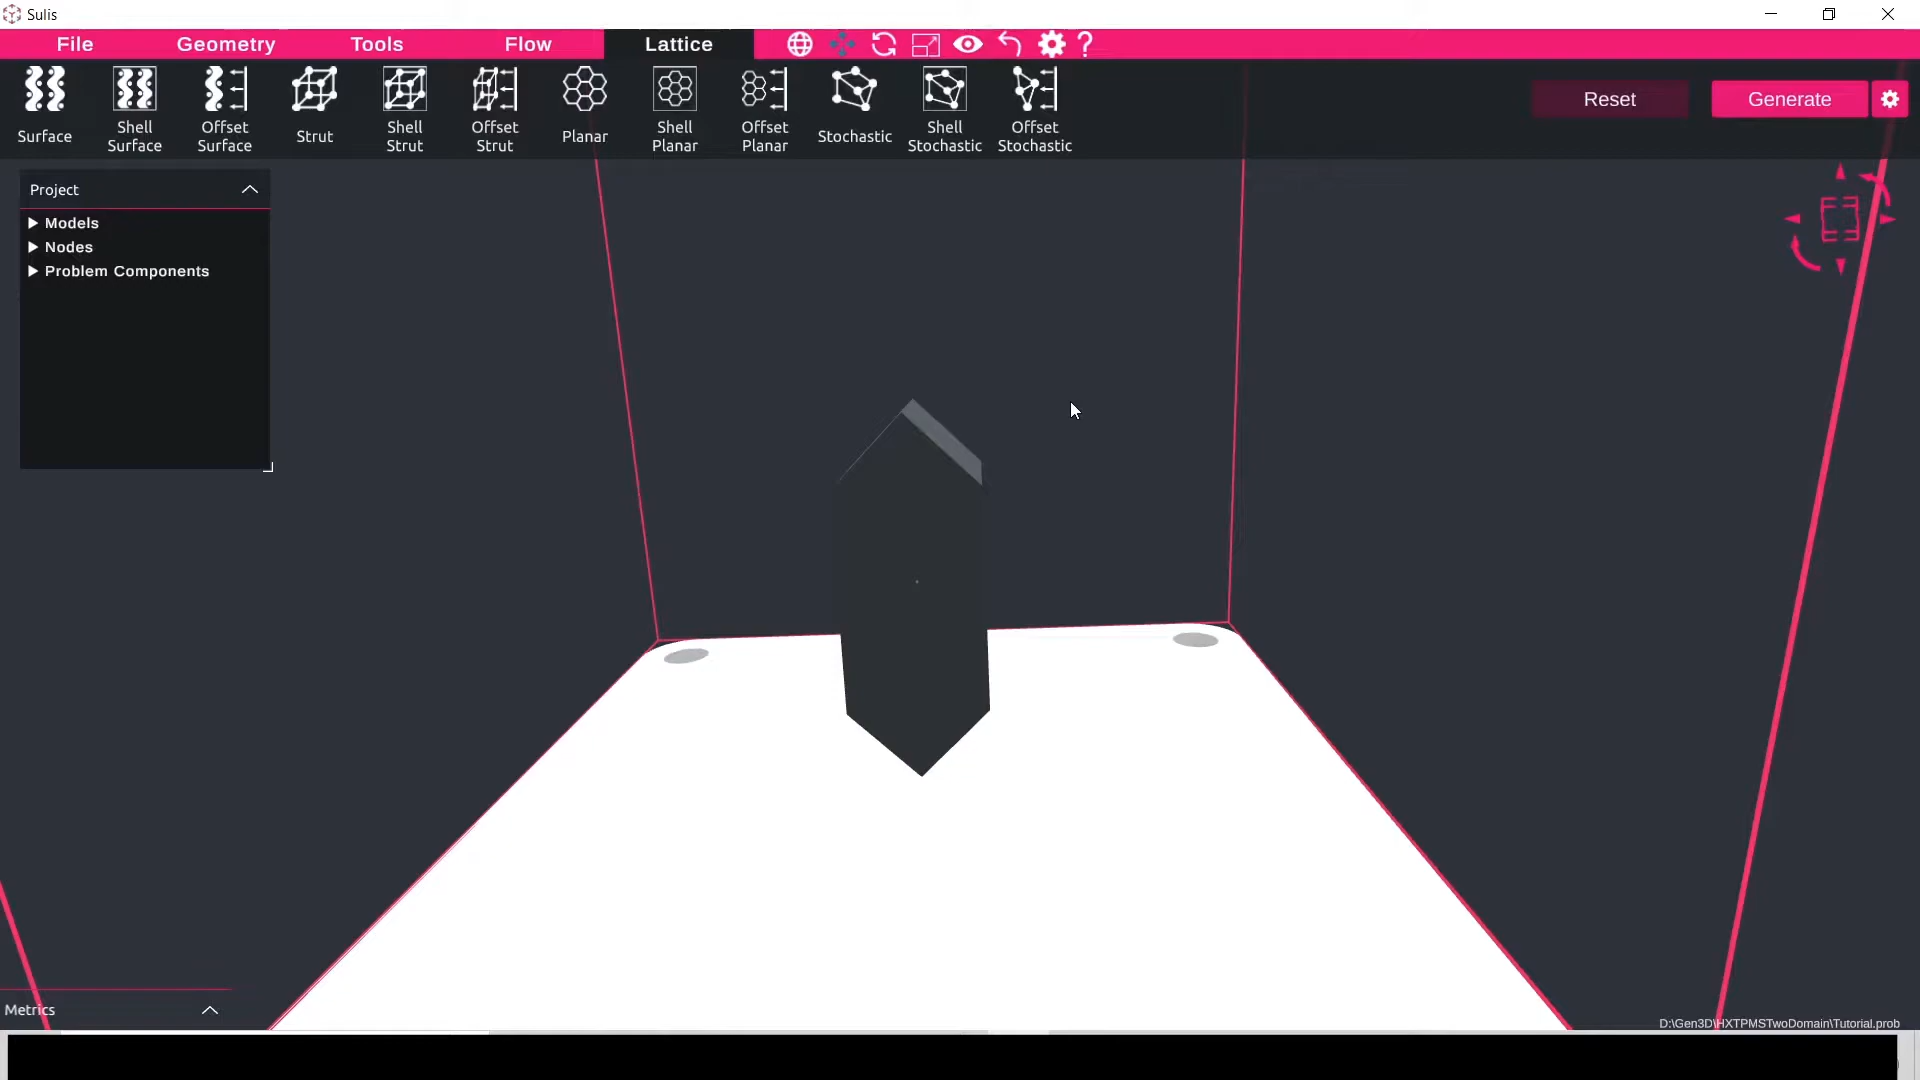 Sulis
File Geometry Tools Flow Lattice
Surface
Shell Surface
Offset Surface
Strut
Shell Strut
Offset Strut
Planar
Shell Planar
Offset Planar
Stochastic
Shell Stochastic
Offset Stochastic
Reset
Generate
Project
Models
Nodes
Problem Components
Metrics
D:\Gen3D\HXTPMSTwoDomain\Tutorial.prob